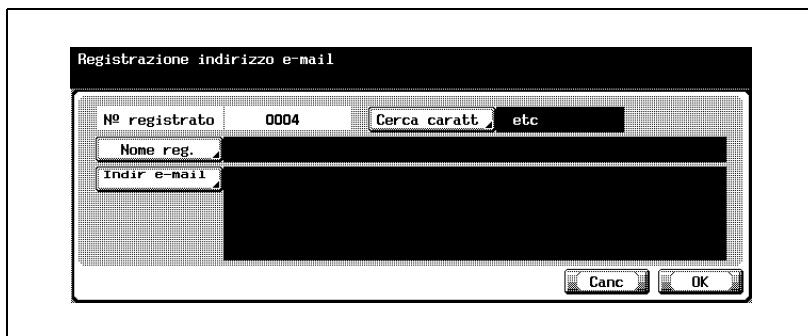 Registrazione indirizzo e-mail
Nº registrato 0004 Cerca caratt etc
Nome reg.
Indir e-mail
Canc OK